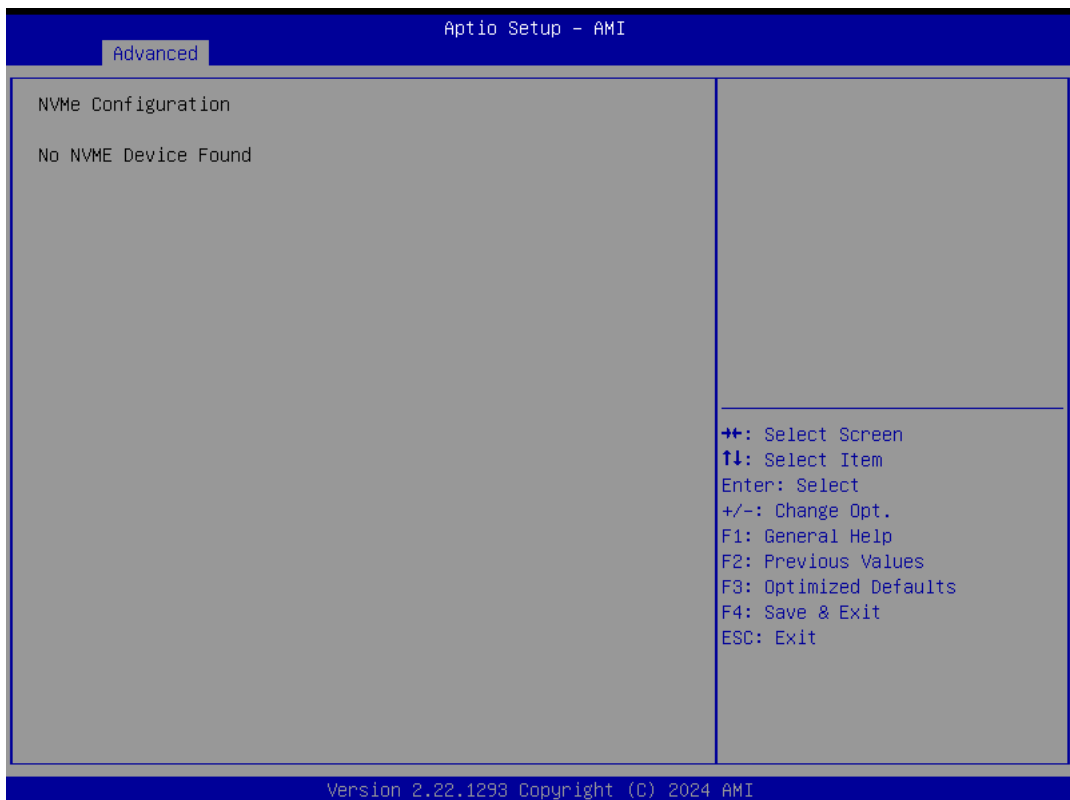 Aptio Setup – AMI
Advanced
NVMe Configuration
No NVME Device Found
→←: Select Screen
↑↓: Select Item
Enter: Select
+/-: Change Opt.
F1: General Help
F2: Previous Values
F3: Optimized Defaults
F4: Save & Exit
ESC: Exit
Version 2.22.1293 Copyright (C) 2024 AMI